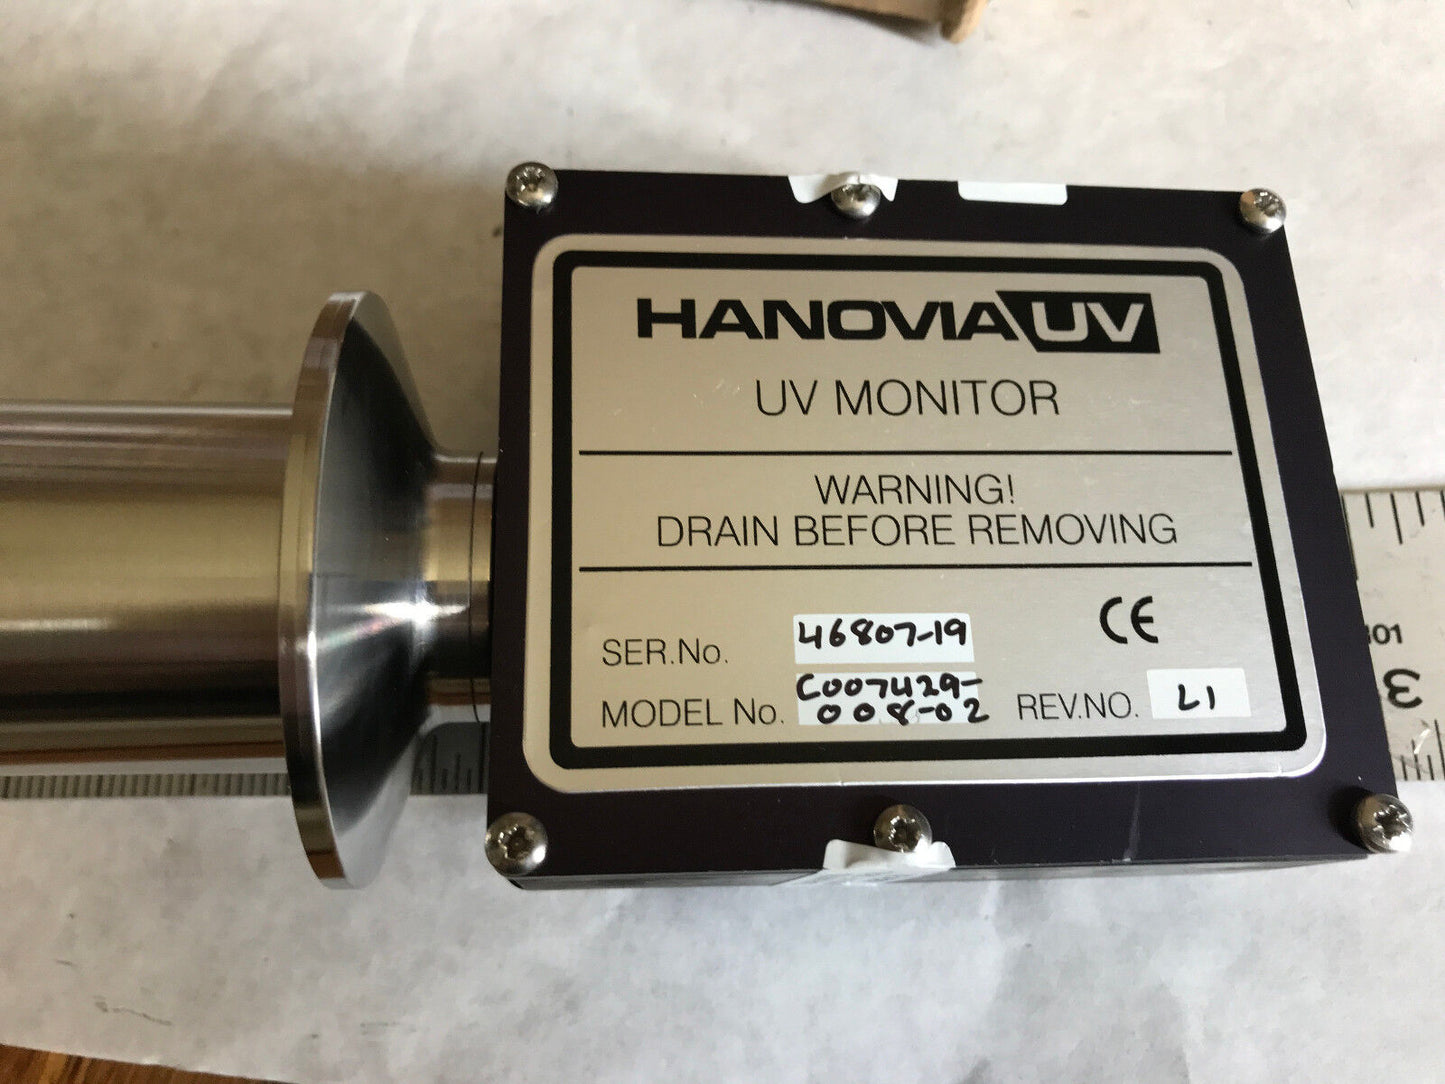 HANOVIA UV
UV MONITOR
WARNING!
DRAIN BEFORE REMOVING
CE
SER.No. 46807-19
MODEL No. C007429-
008-02 REV.NO. L1
3